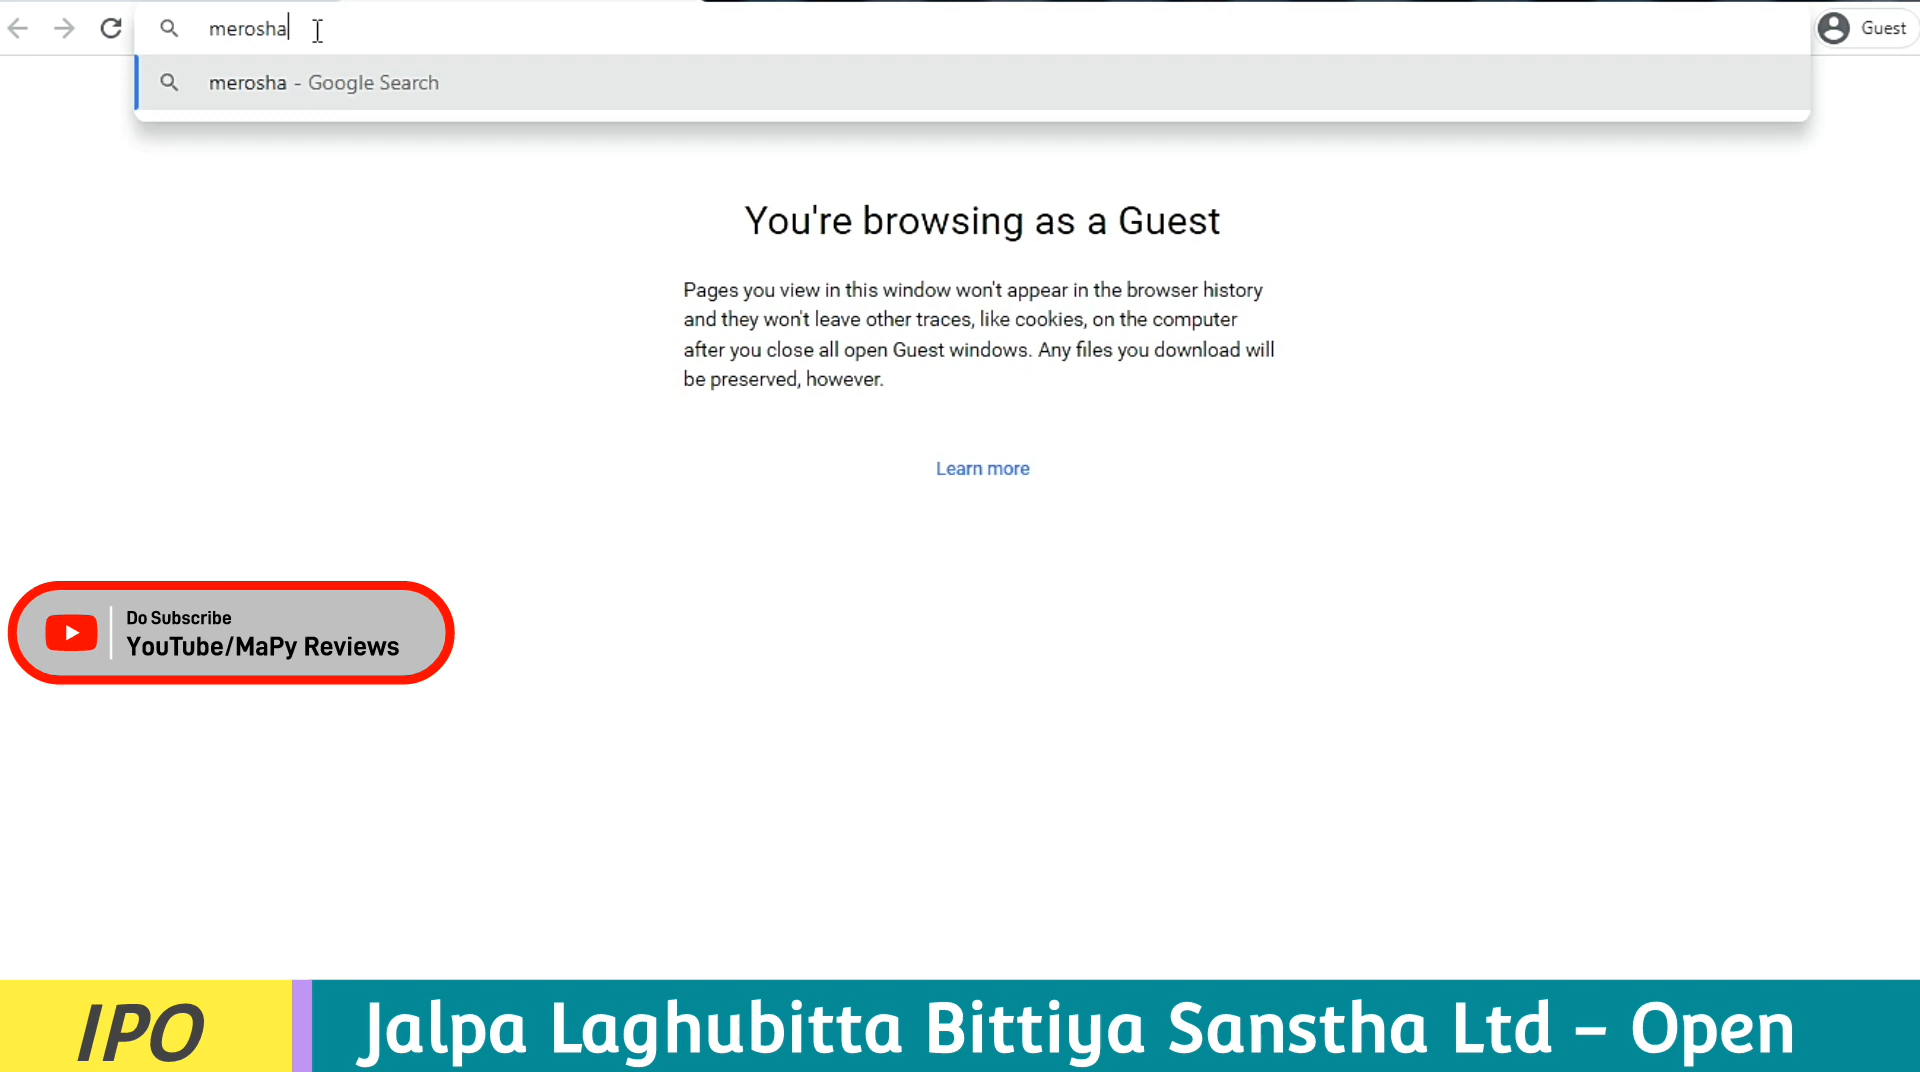 merosha
Guest
merosha - Google Search
You're browsing as a Guest
Pages you view in this window won't appear in the browser history
and they won't leave other traces, like cookies, on the computer
after you close all open Guest windows. Any files you download will
be preserved, however.
Learn more
Do Subscribe
YouTube/MaPy Reviews
IPO
Jalpa Laghubitta Bittiya Sanstha Ltd – Open